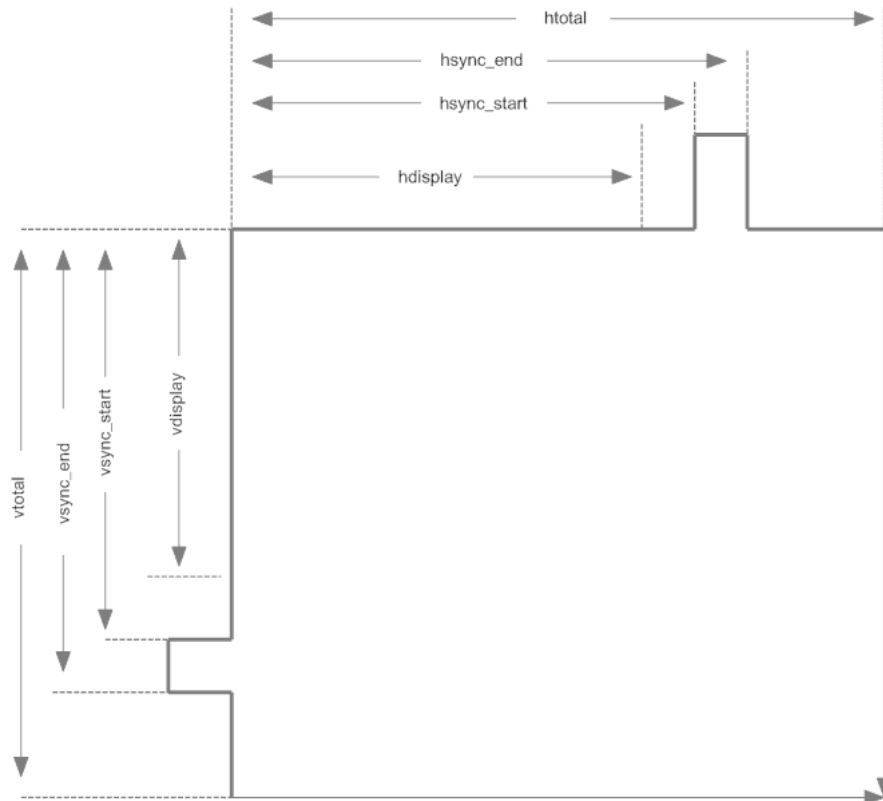 htotal
hsync_end
hsync_start
hdisplay
vtotal
vsync_end
vsync_start
vdisplay